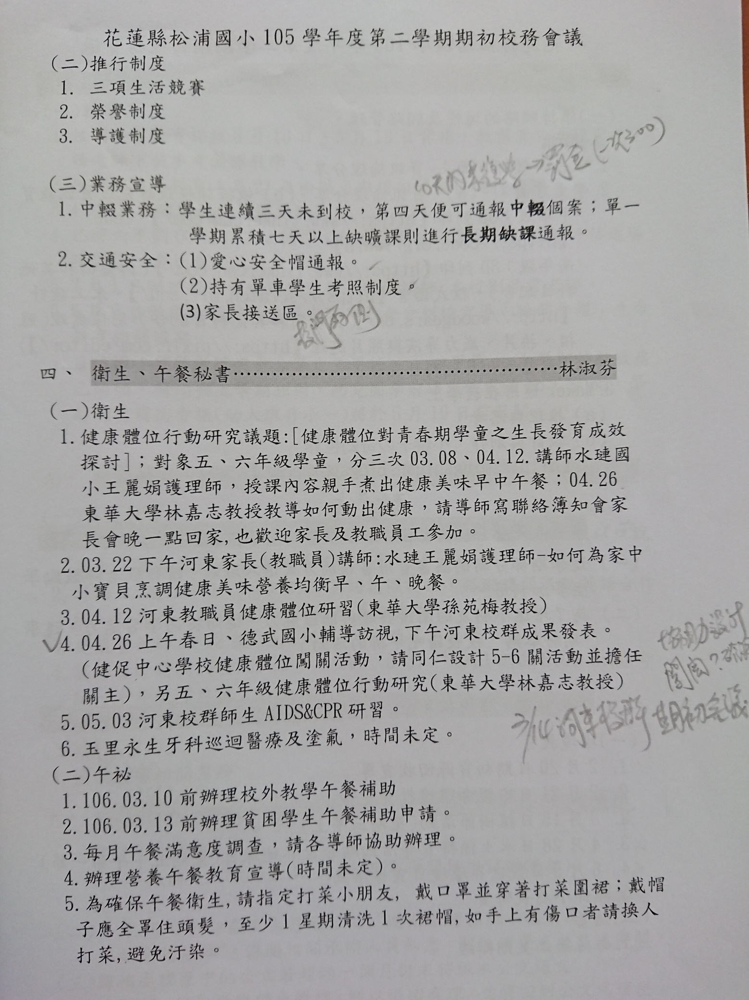 花蓮縣松浦國小105學年度第二學期期初校務會議
(二)推行制度
1. 三項生活競賽
2. 榮譽制度
3. 導護制度
→罰金(一次300)
(三)業務宣導
1.中輟業務：學生連續三天未到校，第四天便可通報中輟個案；單一
學期累積七天以上缺曠課則進行長期缺課通報。
2.交通安全：(1)愛心安全帽通報。
(2)持有單車學生考照制度。
(3)家長接送區。
校門兩側
四、 衛生、午餐秘書……………………………………………林淑芬
(一)衛生
1.健康體位行動研究議題:[健康體位對青春期學童之生長發育成效
探討]；對象五、六年級學童，分三次03.08、04.12.講師水璉國
小王麗娟護理師，授課內容親手煮出健康美味早中午餐；04.26
東華大學林嘉志教授教導如何動出健康，請導師寫聯絡簿知會家
長會晚一點回家,也歡迎家長及教職員工參加。
2.03.22下午河東家長(教職員)講師:水璉王麗娟護理師-如何為家中
小寶貝烹調健康美味營養均衡早、午、晚餐。
3.04.12河東教職員健康體位研習(東華大學孫苑梅教授)
✓4.04.26上午春日、德武國小輔導訪視,下午河東校群成果發表。
協助設計
(健促中心學校健康體位闖關活動，請同仁設計5-6關活動並擔任
關主)，另五、六年級健康體位行動研究(東華大學林嘉志教授)
3/14河東校群期初會議
5.05.03河東校群師生AIDS&CPR研習。
6.玉里永生牙科巡迴醫療及塗氟，時間未定。
(二)午祕
1.106.03.10前辦理校外教學午餐補助
2.106.03.13前辦理貧困學生午餐補助申請。
3.每月午餐滿意度調查，請各導師協助辦理。
4.辦理營養午餐教育宣導(時間未定)。
5.為確保午餐衛生,請指定打菜小朋友, 戴口罩並穿著打菜圍裙；戴帽
子應全罩住頭髮，至少1星期清洗1次裙帽,如手上有傷口者請換人
打菜,避免汙染。